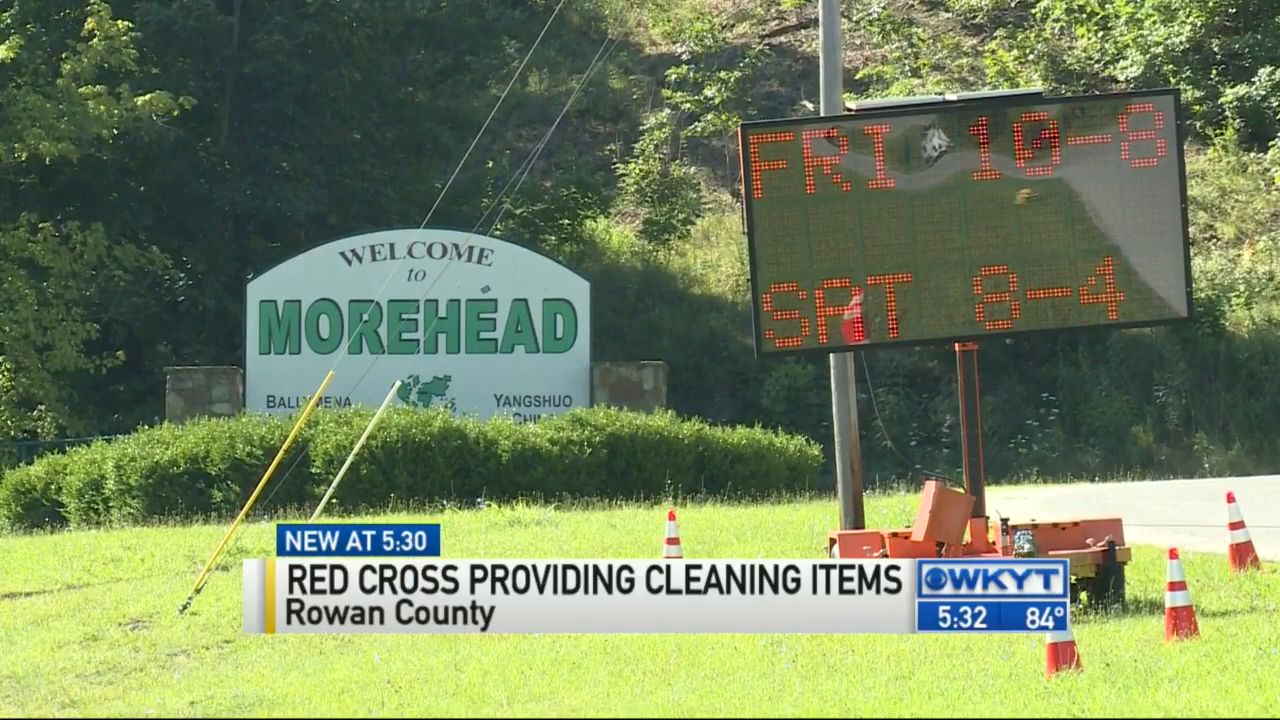 WELCOME
to
MOREHEAD
YANGSHUO
FRI 10-8
SAT 8-4
NEW AT 5:30
RED CROSS PROVIDING CLEANING ITEMS
Rowan County
WKYT
5:32 84°